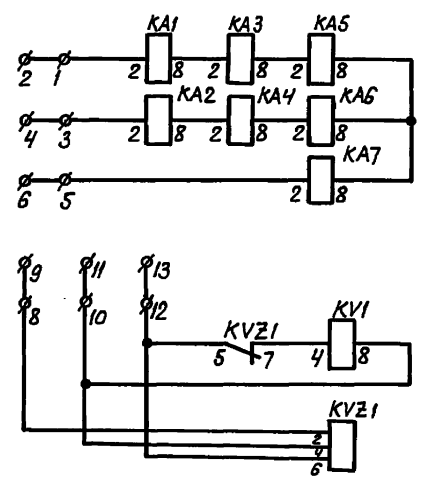 KA1 KA3 KA5
2 1 2 8 2 8 2 8
KA2 KA4 KA6
4 3 2 8 2 8 2 8
KA7
6 5 2 8
9 11 13
8 10 12
KVZ1 KV1
5 7 4 8
KVZ1
2
4
6